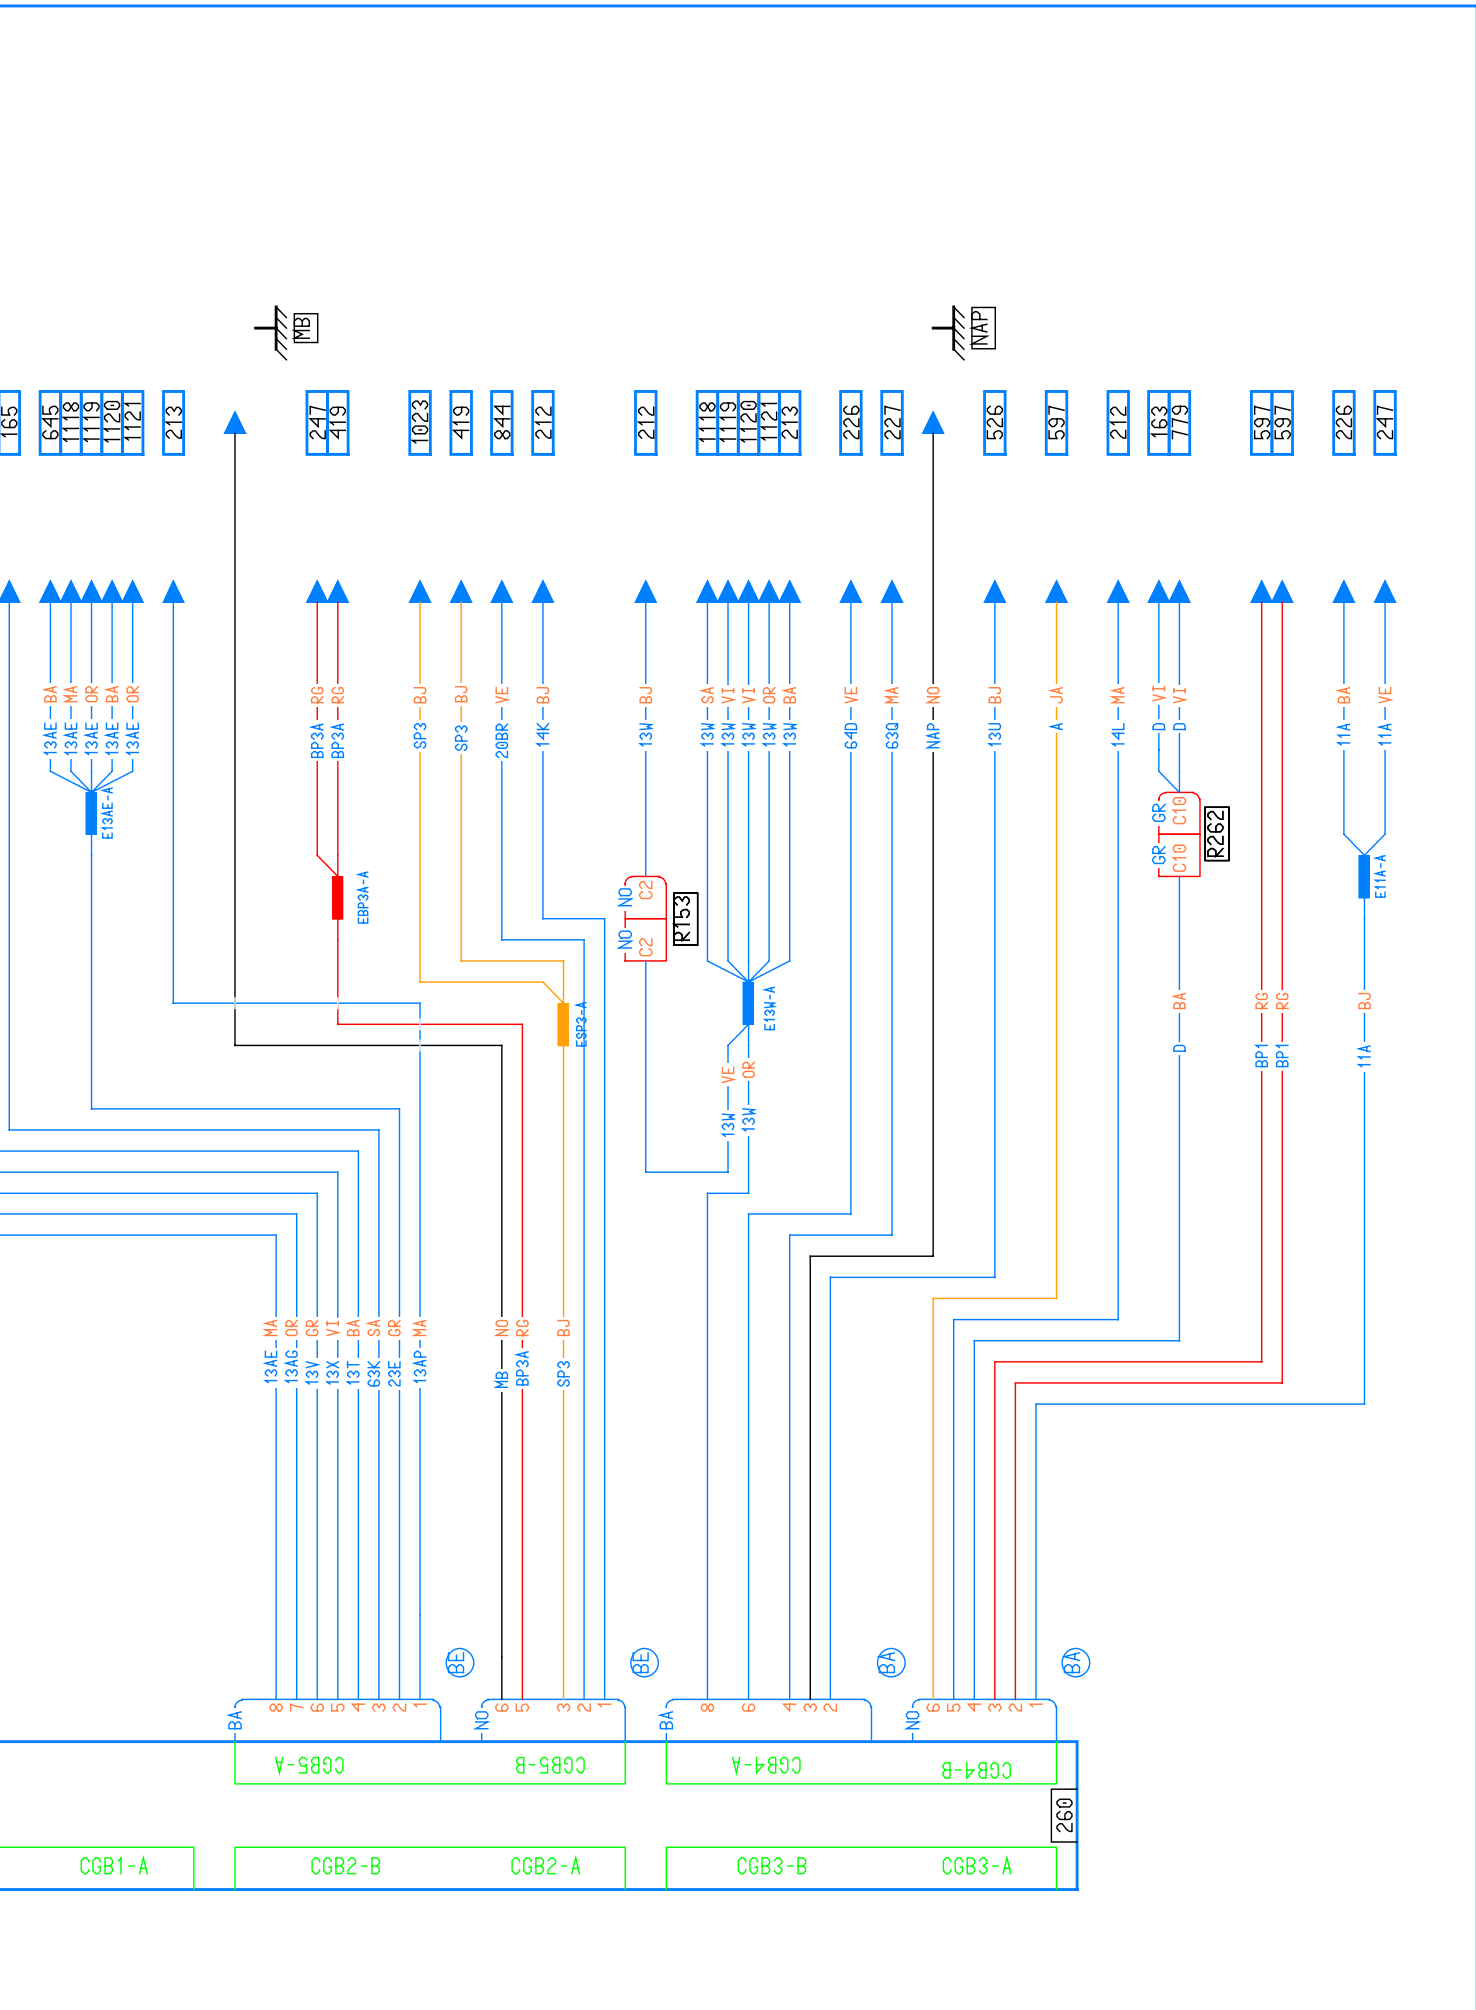 MB
NAP
165
645
1118
1119
1120
1121
213
247
419
1023
419
844
212
212
1118
1119
1120
1121
213
226
227
526
597
212
163
779
597
597
226
247
13AE BA
13AE MA
13AE OR
13AE BA
13AE OR
BP3A RG
BP3A RG
SP3 BJ
SP3 BJ
20BR VE
14K BJ
13W BJ
13W SA
13W VI
13W VI
13W OR
13W BA
64D VE
63Q MA
NAP NO
13U BJ
A JA
14L MA
D VI
D VI
11A BA
11A VE
E13AE-A
EBP3A-A
NO C2
NO C2
R153
GR C10
GR C10
R262
E11A-A
ESP3-A
E13W-A
13W VE
13W OR
D BA
BP1 RG
BP1 RG
11A BJ
13AE MA
13AG OR
13V GR
13X VI
13T BA
63K SA
23E GR
13AP MA
MB NO
BP3A RG
SP3 BJ
BE
BE
BA
BA
BA 8 7 6 5 4 3 2 1
NO 6 5 3 2 1
BA 8 6 4 3 2
NO 6 5 4 3 2 1
CGB5-A
CGB5-B
CGB4-A
CGB4-B
260
CGB1-A
CGB2-B
CGB2-A
CGB3-B
CGB3-A